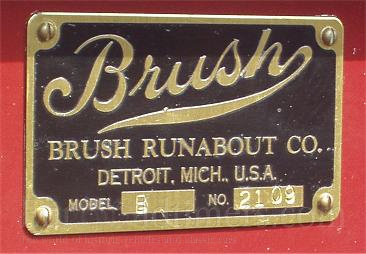 Brush
BRUSH RUNABOUT CO.
DETROIT, MICH., U.S.A.
MODEL B NO. 2109